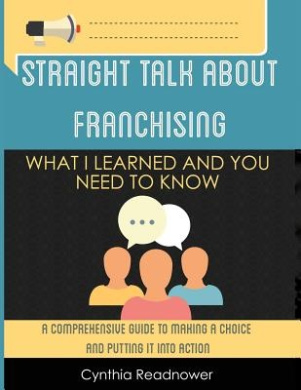 STRAIGHT TALK ABOUT
FRANCHISING
WHAT I LEARNED AND YOU
NEED TO KNOW
A COMPREHENSIVE GUIDE TO MAKING A CHOICE
AND PUTTING IT INTO ACTION
Cynthia Readnower